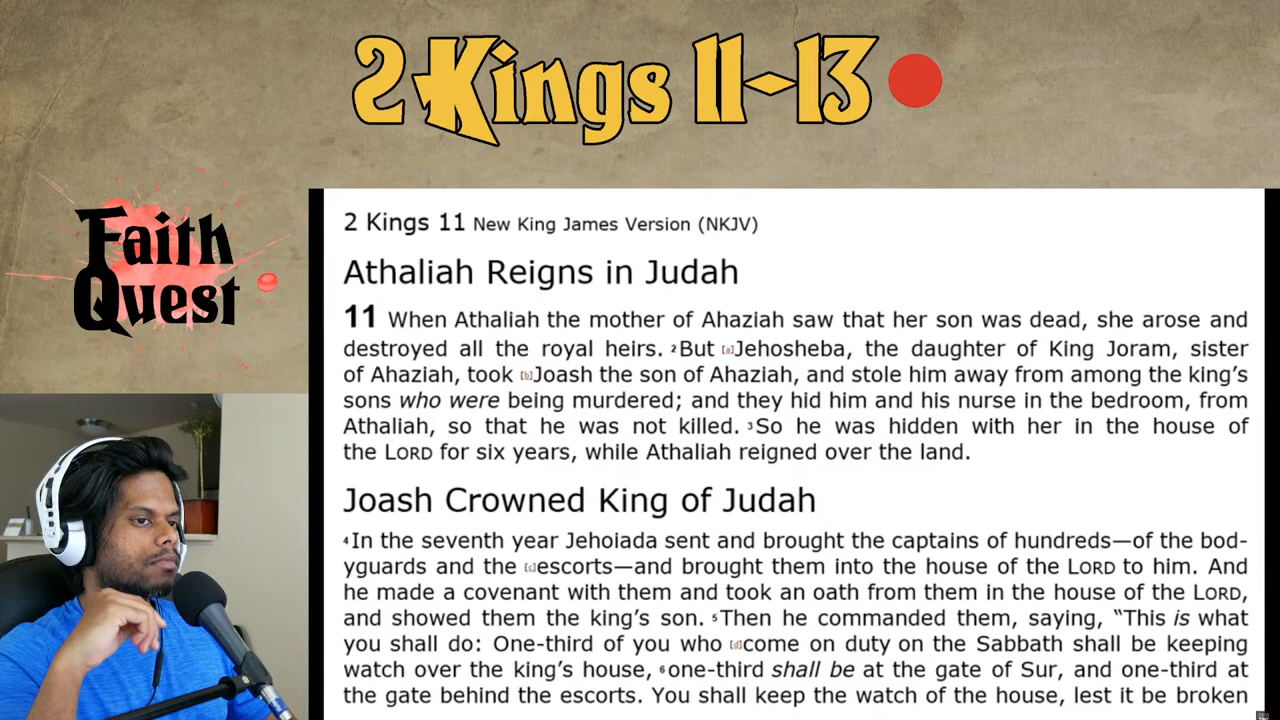 2 Kings 11-13
Faith
Quest
2 Kings 11 New King James Version (NKJV)
Athaliah Reigns in Judah
11 When Athaliah the mother of Ahaziah saw that her son was dead, she arose and
destroyed all the royal heirs. 2 But [a]Jehosheba, the daughter of King Joram, sister
of Ahaziah, took [b]Joash the son of Ahaziah, and stole him away from among the king's
sons who were being murdered; and they hid him and his nurse in the bedroom, from
Athaliah, so that he was not killed. 3 So he was hidden with her in the house of
the LORD for six years, while Athaliah reigned over the land.
Joash Crowned King of Judah
4 In the seventh year Jehoiada sent and brought the captains of hundreds—of the bod-
yguards and the [c]escorts—and brought them into the house of the LORD to him. And
he made a covenant with them and took an oath from them in the house of the LORD,
and showed them the king's son. 5 Then he commanded them, saying, "This is what
you shall do: One-third of you who [d]come on duty on the Sabbath shall be keeping
watch over the king's house, 6 one-third shall be at the gate of Sur, and one-third at
the gate behind the escorts. You shall keep the watch of the house, lest it be broken